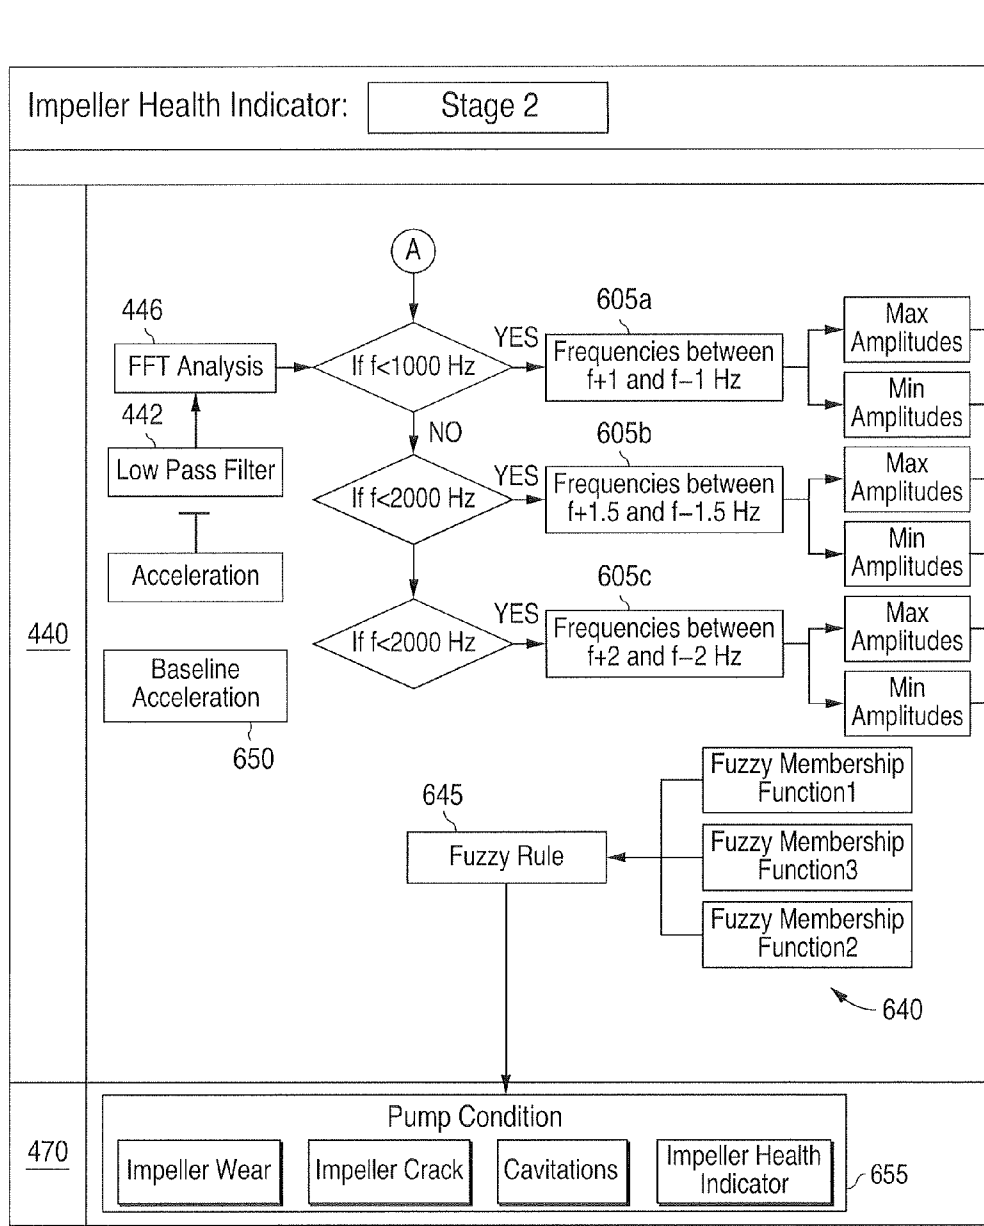 Impeller Health Indicator:
Stage 2
A
446
FFT Analysis
442
Low Pass Filter
Acceleration
440
Baseline
Acceleration
650
If f<1000 Hz
YES
NO
605a
Frequencies between
f+1 and f−1 Hz
Max
Amplitudes
Min
Amplitudes
If f<2000 Hz
YES
605b
Frequencies between
f+1.5 and f−1.5 Hz
Max
Amplitudes
Min
Amplitudes
If f<2000 Hz
YES
605c
Frequencies between
f+2 and f−2 Hz
Max
Amplitudes
Min
Amplitudes
645
Fuzzy Rule
Fuzzy Membership
Function1
Fuzzy Membership
Function3
Fuzzy Membership
Function2
640
470
Pump Condition
Impeller Wear
Impeller Crack
Cavitations
Impeller Health
Indicator
655